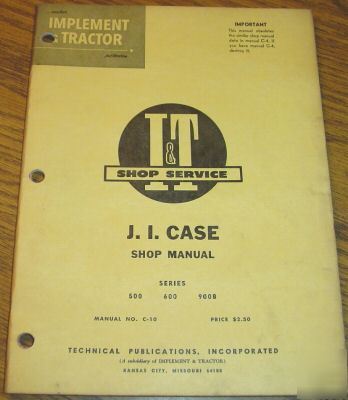 IMPLEMENT
& TRACTOR
IMPORTANT
This manual obsoletes
the similar shop manual
data in manual C-4. If
you have manual C-4,
destroy it.
I&T
SHOP SERVICE
J. I. CASE
SHOP MANUAL
SERIES
500 600 900B
MANUAL NO. C-10 PRICE $2.50
TECHNICAL PUBLICATIONS, INCORPORATED
(A subsidiary of IMPLEMENT & TRACTOR)
KANSAS CITY, MISSOURI 64105